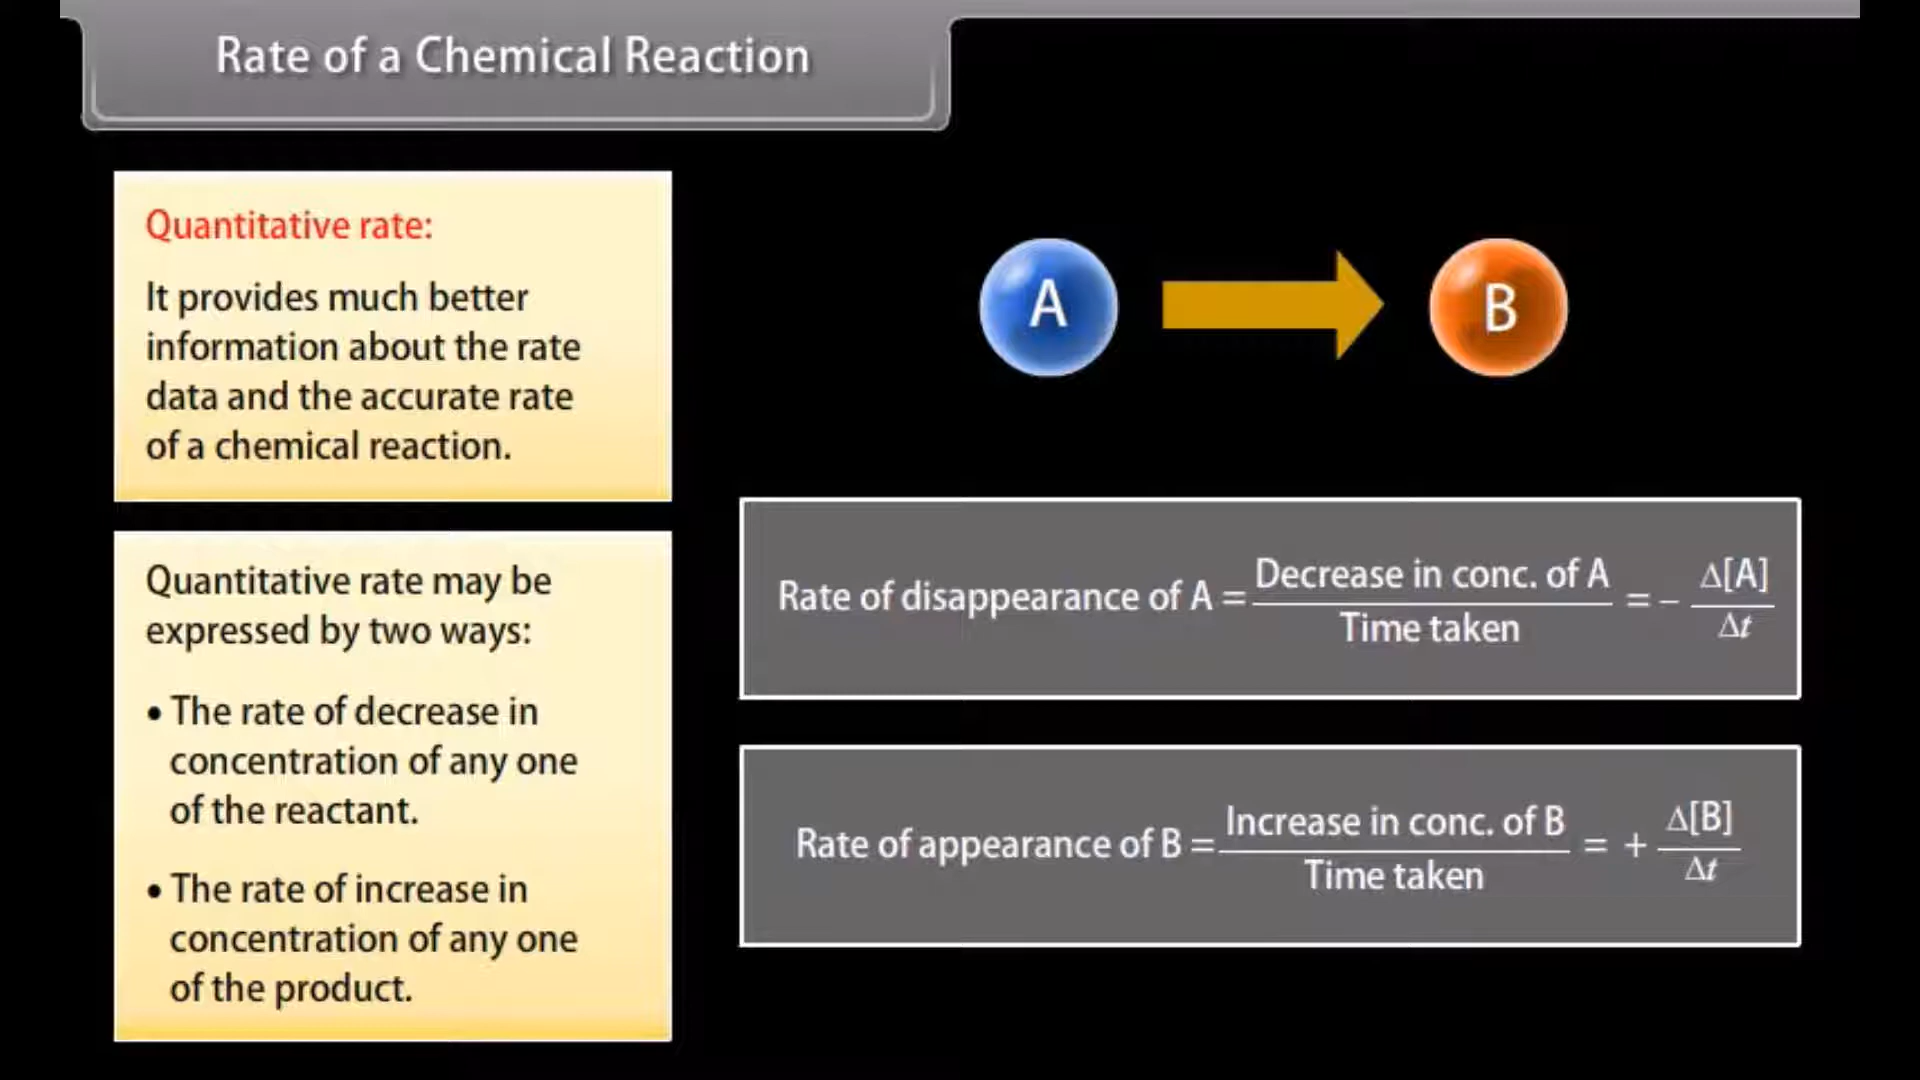 Rate of a Chemical Reaction
Quantitative rate:
It provides much better
information about the rate
data and the accurate rate
of a chemical reaction.
Quantitative rate may be
expressed by two ways:
• The rate of decrease in
concentration of any one
of the reactant.
• The rate of increase in
concentration of any one
of the product.
A
B
Rate of disappearance of A = Decrease in conc. of A / Time taken = − Δ[A] / Δt
Rate of appearance of B = Increase in conc. of B / Time taken = + Δ[B] / Δt